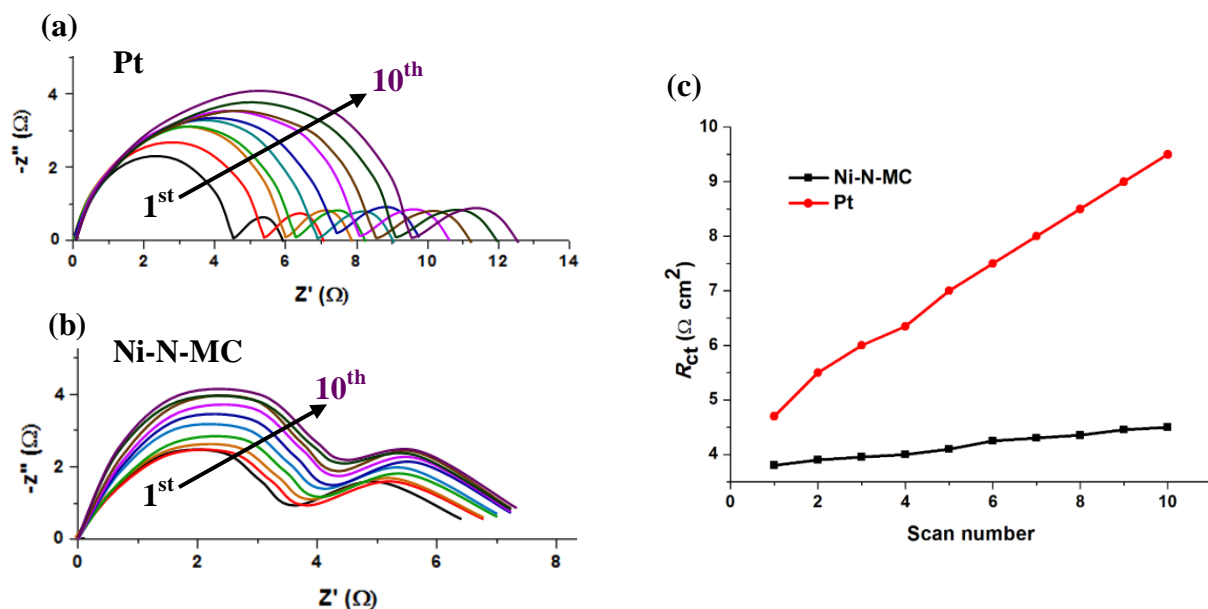 (a)
Pt
10th
1st
-z'' (Ω)
4
2
0
0 2 4 6 8 10 12 14
Z' (Ω)
(b)
Ni-N-MC
10th
1st
-Z'' (Ω)
4
2
0
0 2 4 6 8
Z' (Ω)
(c)
Ni-N-MC
Pt
Rct (Ω cm2)
10
9
8
7
6
5
4
0 2 4 6 8 10
Scan number